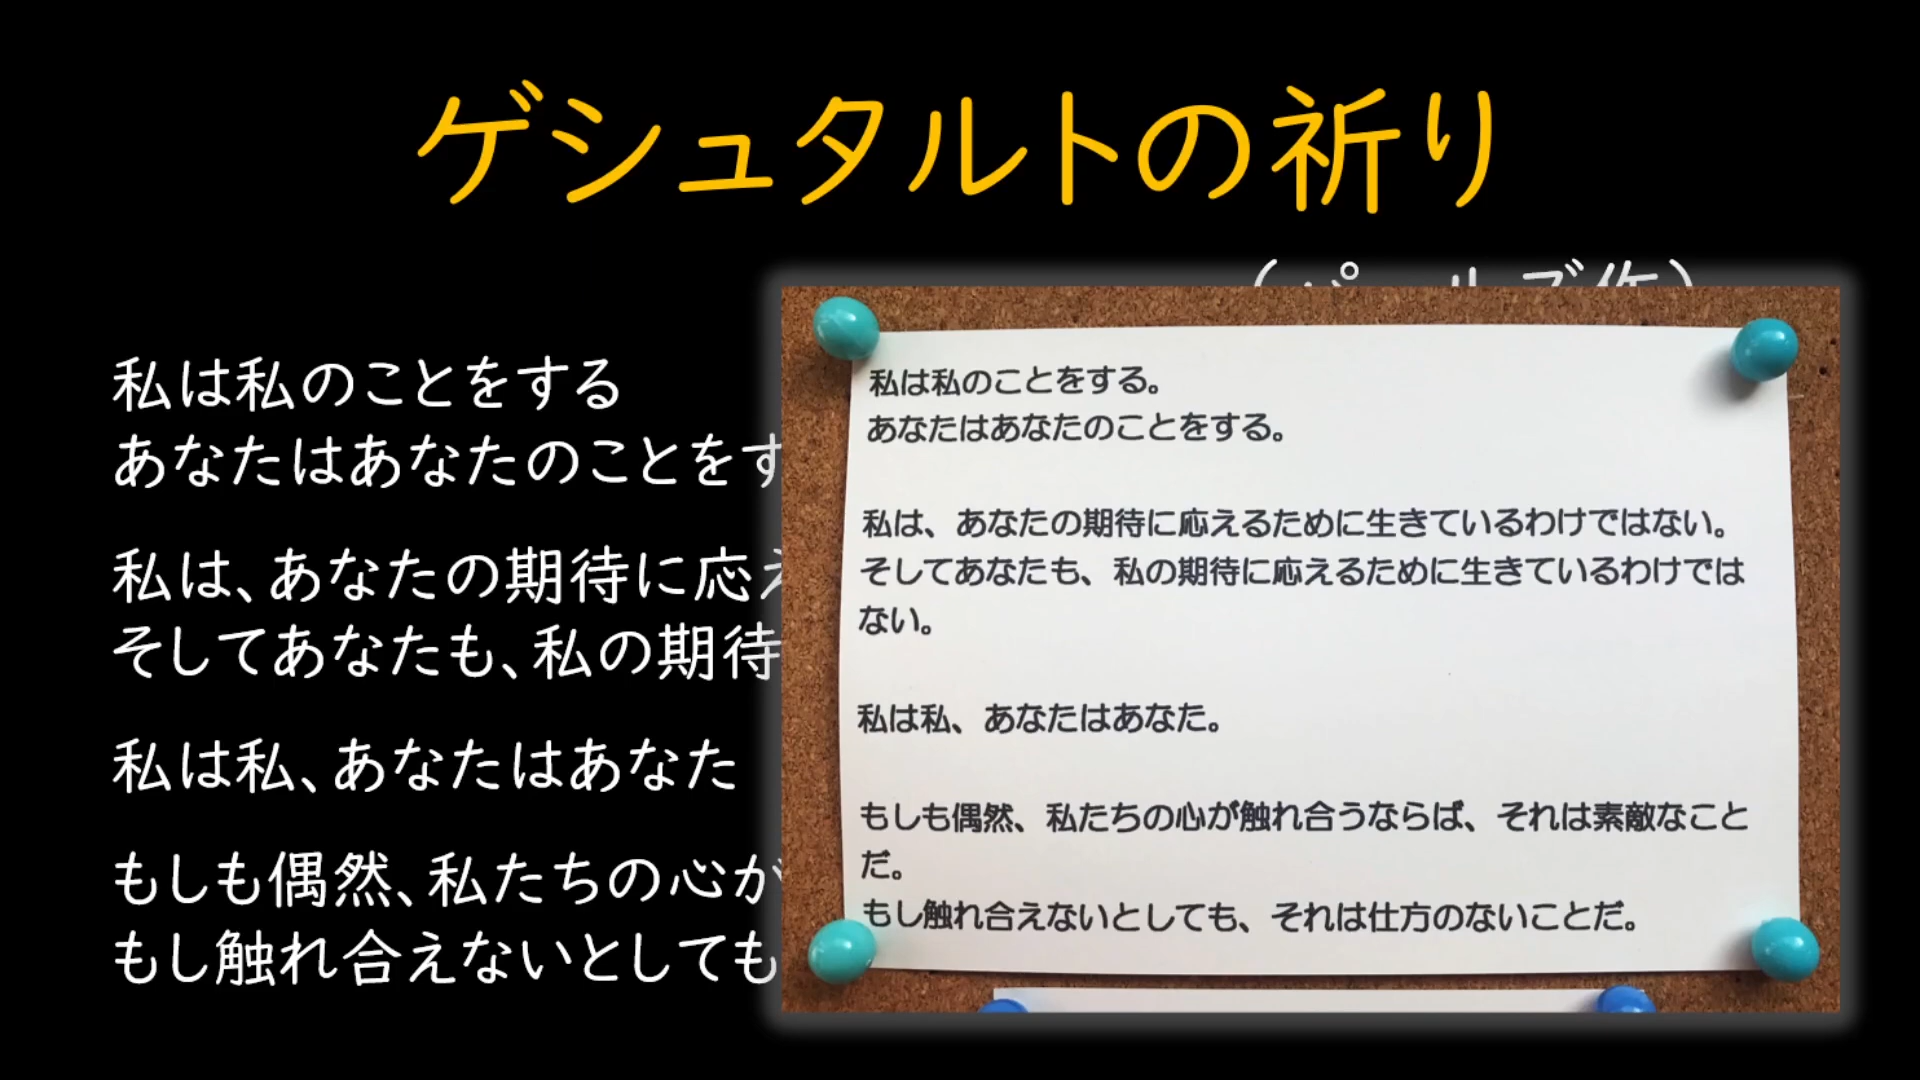 ゲシュタルトの祈り
私は私のことをする
あなたはあなたのことをす
私は、あなたの期待に応え
そしてあなたも、私の期待
私は私、あなたはあなた
もしも偶然、私たちの心が
もし触れ合えないとしても
私は私のことをする。
あなたはあなたのことをする。
私は、あなたの期待に応えるために生きているわけではない。
そしてあなたも、私の期待に応えるために生きているわけでは
ない。
私は私、あなたはあなた。
もしも偶然、私たちの心が触れ合うならば、それは素敵なこと
だ。
もし触れ合えないとしても、それは仕方のないことだ。